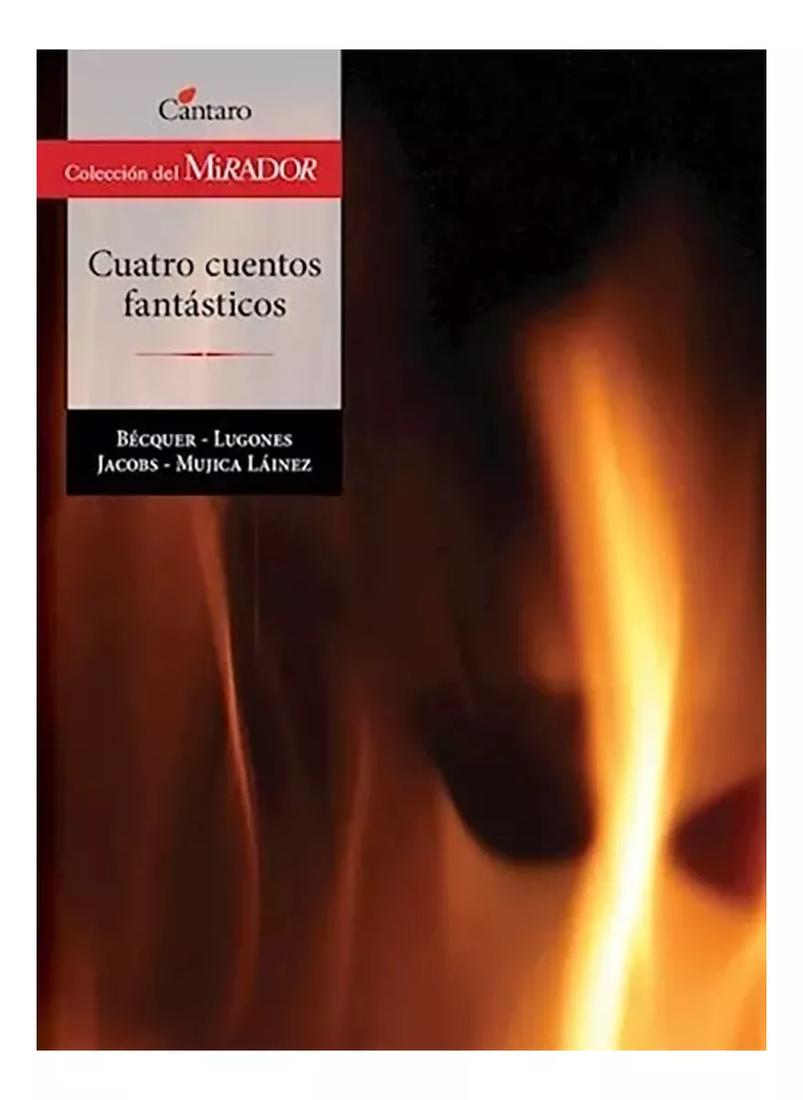 Cántaro
Colección del MiRADOR
Cuatro cuentos
fantásticos
BÉCQUER - LUGONES
JACOBS - MUJICA LÁINEZ